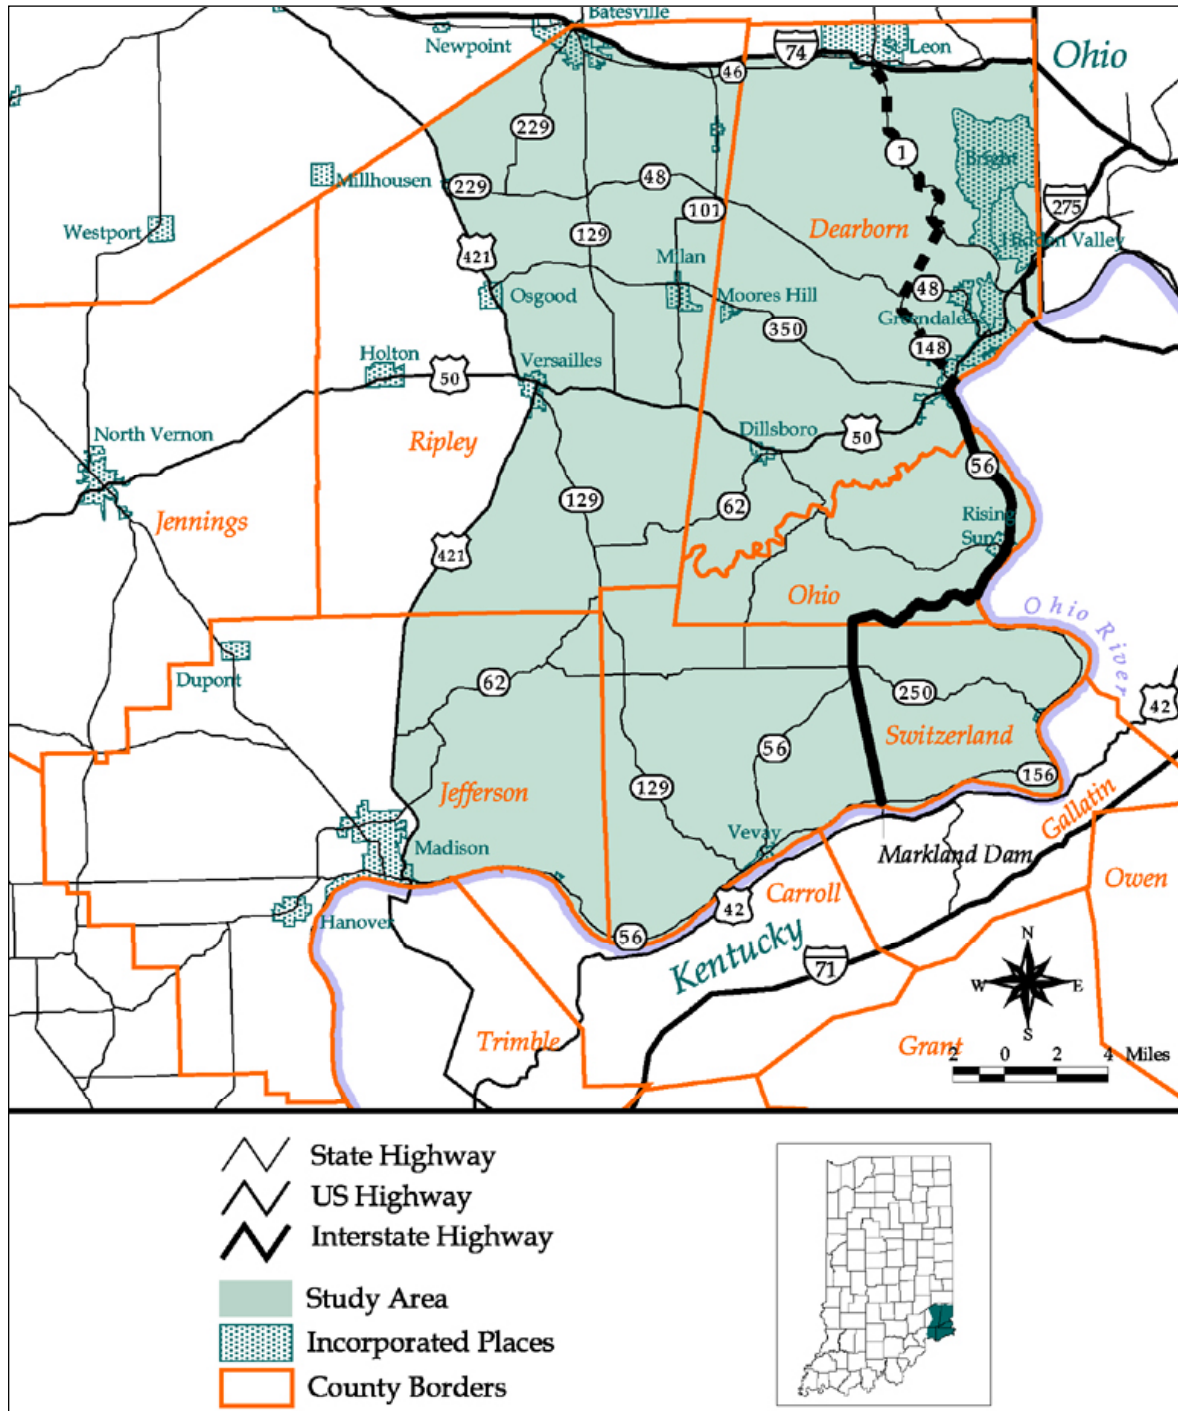 Batesville
Newpoint
St. Leon
74
46
Ohio
229
1
Bright
Millhousen
229
48
101
275
Westport
129
Dearborn
Hidden Valley
421
Milan
Osgood
Moores Hill
48
Greendale
350
148
Holton
50
Versailles
North Vernon
Ripley
Dillsboro
50
56
129
62
Rising
Sun
Jennings
421
Ohio
Ohio River
Dupont
62
250
42
56
Switzerland
129
156
Jefferson
Gallatin
Vevay
Madison
Markland Dam
Carroll
Owen
Hanover
42
56
Kentucky
71
N
W E
S
Trimble
Grant
2 0 2 4 Miles
State Highway
US Highway
Interstate Highway
Study Area
Incorporated Places
County Borders